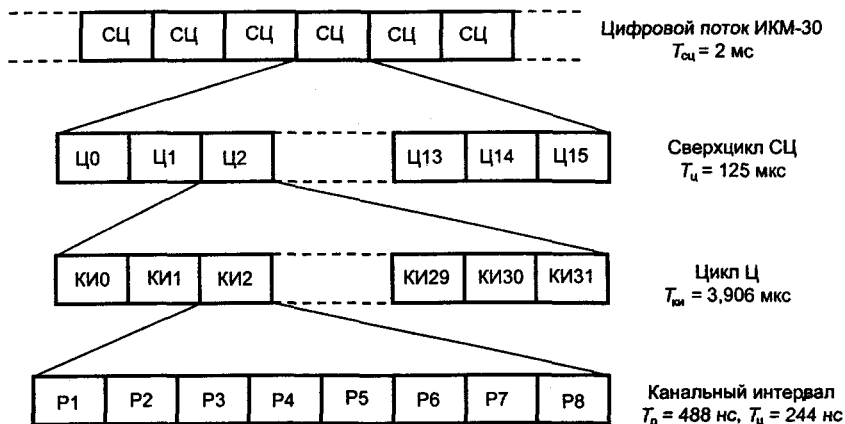 СЦ СЦ СЦ СЦ СЦ СЦ
Цифровой поток ИКМ-30
Tсц = 2 мс
Ц0 Ц1 Ц2 Ц13 Ц14 Ц15
Сверхцикл СЦ
Tц = 125 мкс
КИ0 КИ1 КИ2 КИ29 КИ30 КИ31
Цикл Ц
Tки = 3,906 мкс
Р1 Р2 Р3 Р4 Р5 Р6 Р7 Р8
Канальный интервал
Tр = 488 нс, Tц = 244 нс